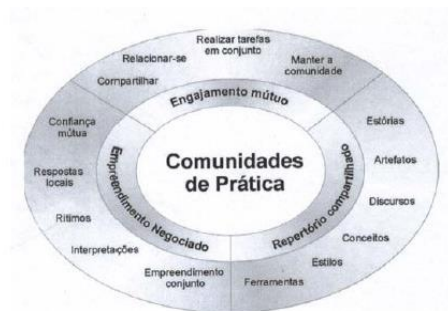 Realizar tarefas
em conjunto
Relacionar-se
Manter a
comunidade
Compartilhar
Engajamento mútuo
Confiança
mútua
Estórias
Respostas
locais
Artefatos
Comunidades
de Prática
Empreendimento Negociado
Repertório compartilhado
Discursos
Rítimos
Conceitos
Interpretações
Estilos
Empreendimento
conjunto
Ferramentas